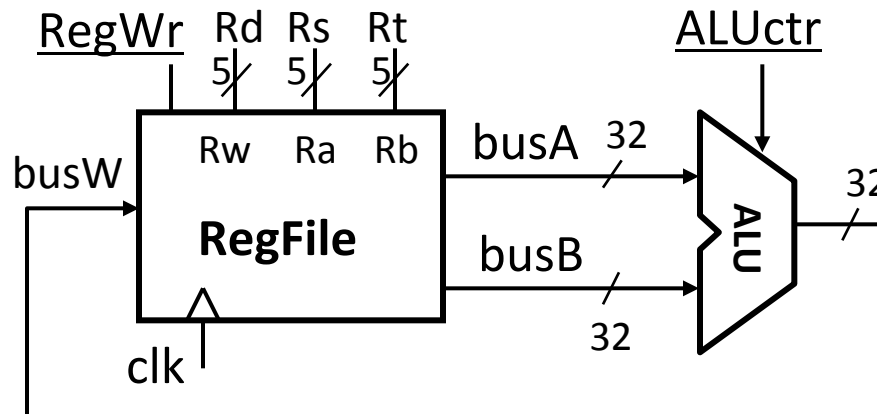 RegWr Rd Rs Rt ALUctr
5 5 5
Rw Ra Rb
busW
busA 32
32
RegFile
ALU
busB
32
clk